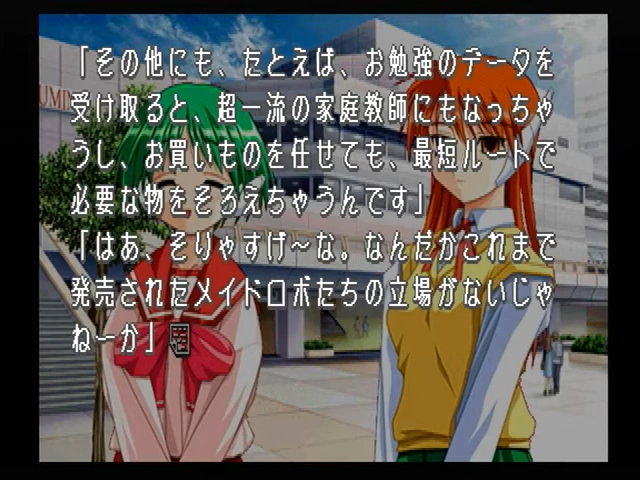 「その他にも、たとえば、お勉強のデータを
受け取ると、超一流の家庭教師にもなっちゃ
うし、お買いものを任せても、最短ルートで
必要な物をそろえちゃうんです」
「はあ、そりゃすげ〜な。なんだかこれまで
発売されたメイドロボたちの立場がないじゃ
ねーか」
UMIN